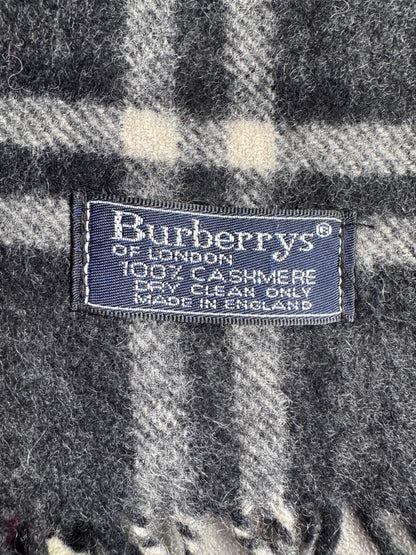 Burberrys®
OF LONDON
100% CASHMERE
DRY CLEAN ONLY
MADE IN ENGLAND